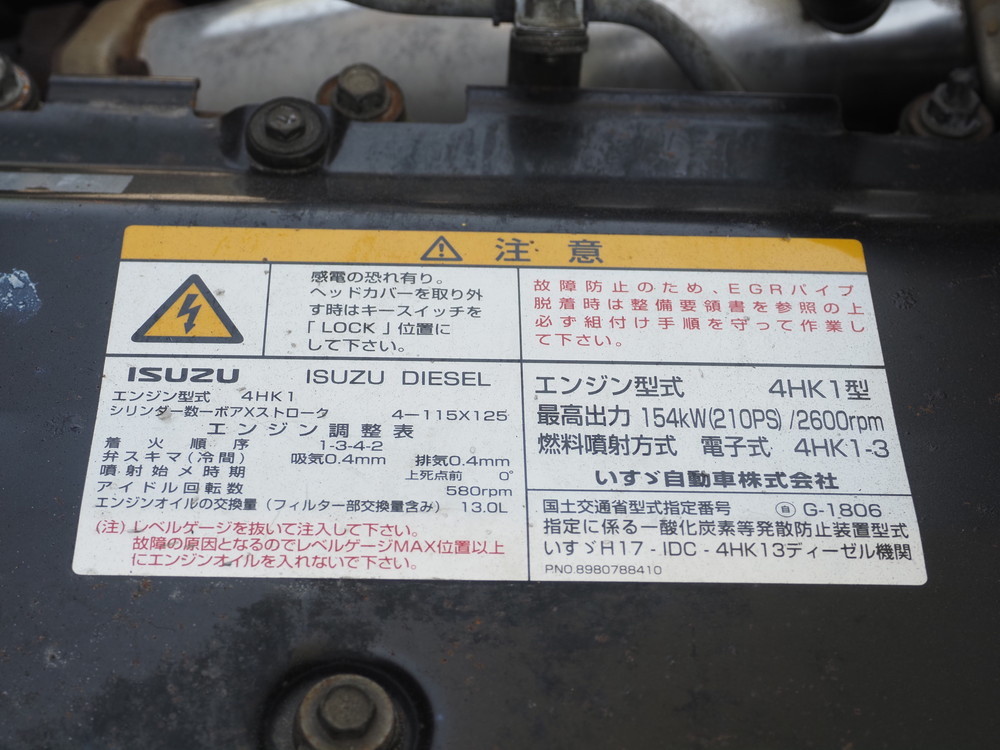 ⚠ 注意
感電の恐れ有り。
ヘッドカバーを取り外
す時はキースイッチを
「LOCK」位置に
して下さい。
故障防止のため、EGRパイプ
脱着時は整備要領書を参照の上
必ず組付け手順を守って作業し
て下さい。
ISUZU ISUZU DIESEL
エンジン型式 4HK1
シリンダー数ーボアXストローク 4-115X125
エンジン調整表
着火順序 1-3-4-2
弁スキマ(冷間) 吸気0.4mm 排気0.4mm
噴射始メ時期 上死点前 0°
アイドル回転数 580rpm
エンジンオイルの交換量(フィルター部交換量含み) 13.0L
(注)レベルゲージを抜いて注入して下さい。
故障の原因となるのでレベルゲージMAX位置以上
にエンジンオイルを入れないで下さい。
エンジン型式 4HK1型
最高出力 154kW(210PS)/2600rpm
燃料噴射方式 電子式 4HK1-3
いすゞ自動車株式会社
国土交通省型式指定番号 ㊀自 G-1806
指定に係る一酸化炭素等発散防止装置型式
いすゞH17-IDC-4HK13ディーゼル機関
PNO.8980788410